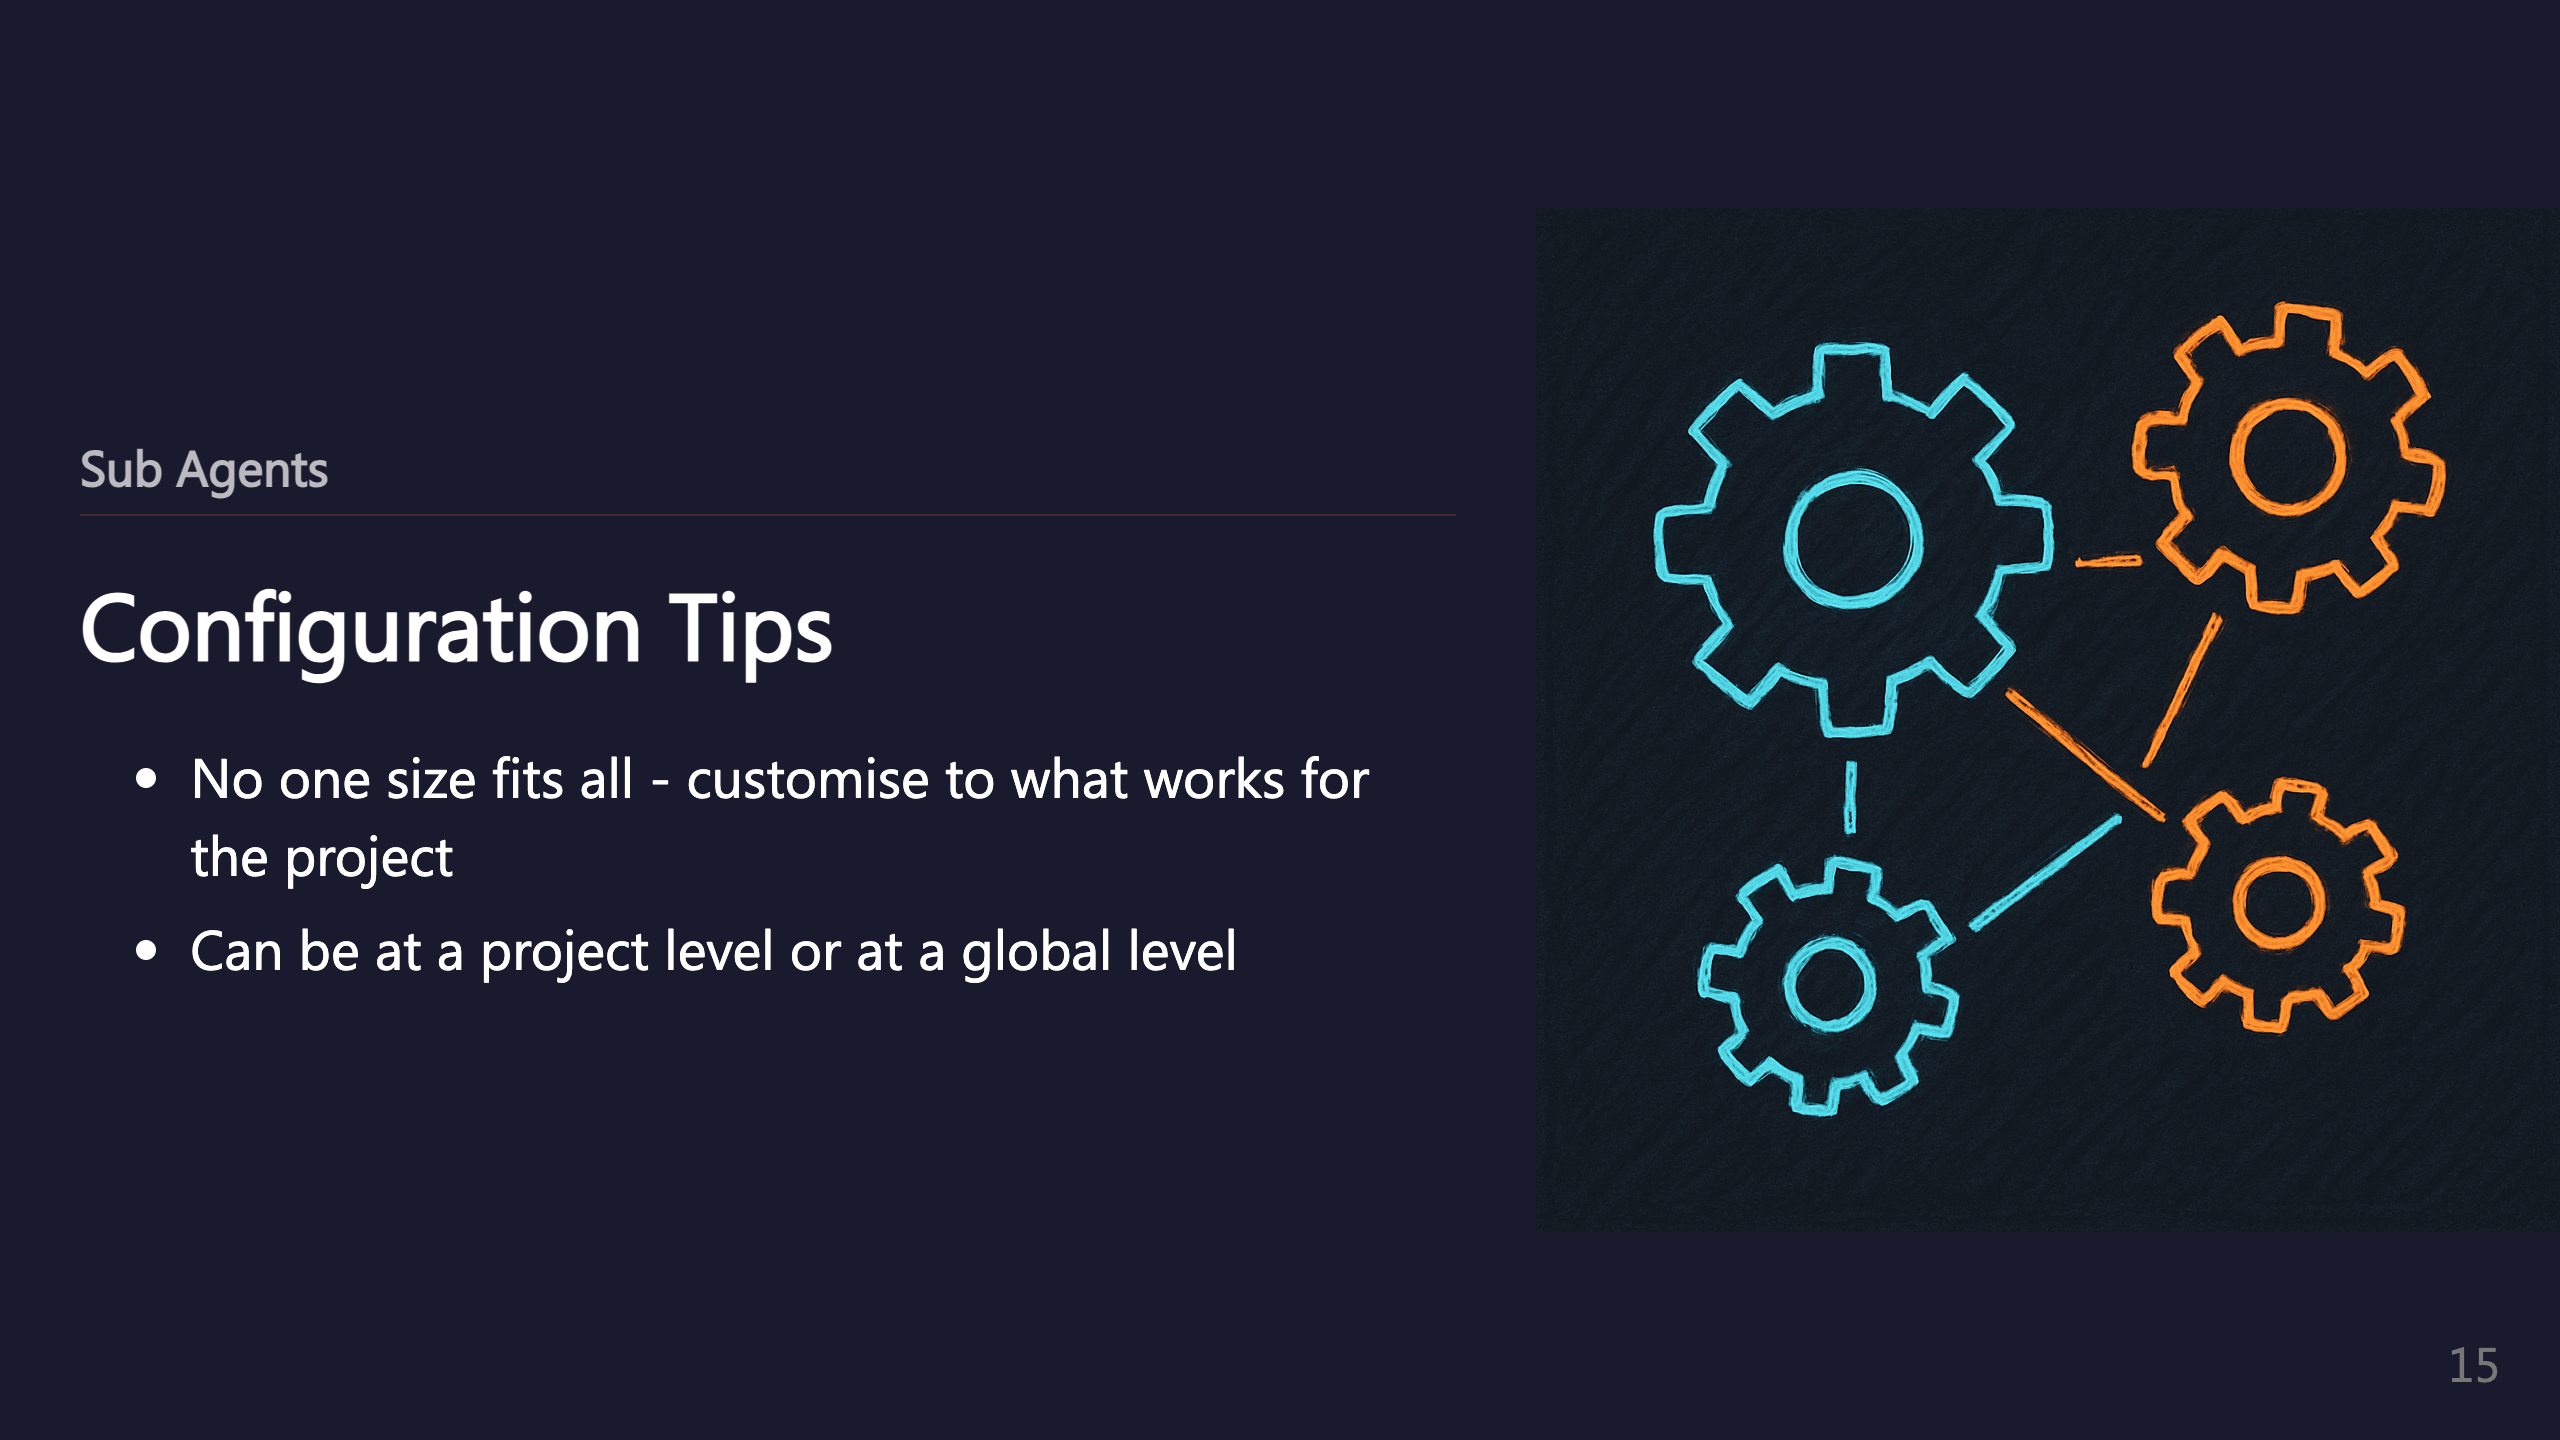 Sub Agents
Configuration Tips
• No one size fits all - customise to what works for
the project
• Can be at a project level or at a global level
15